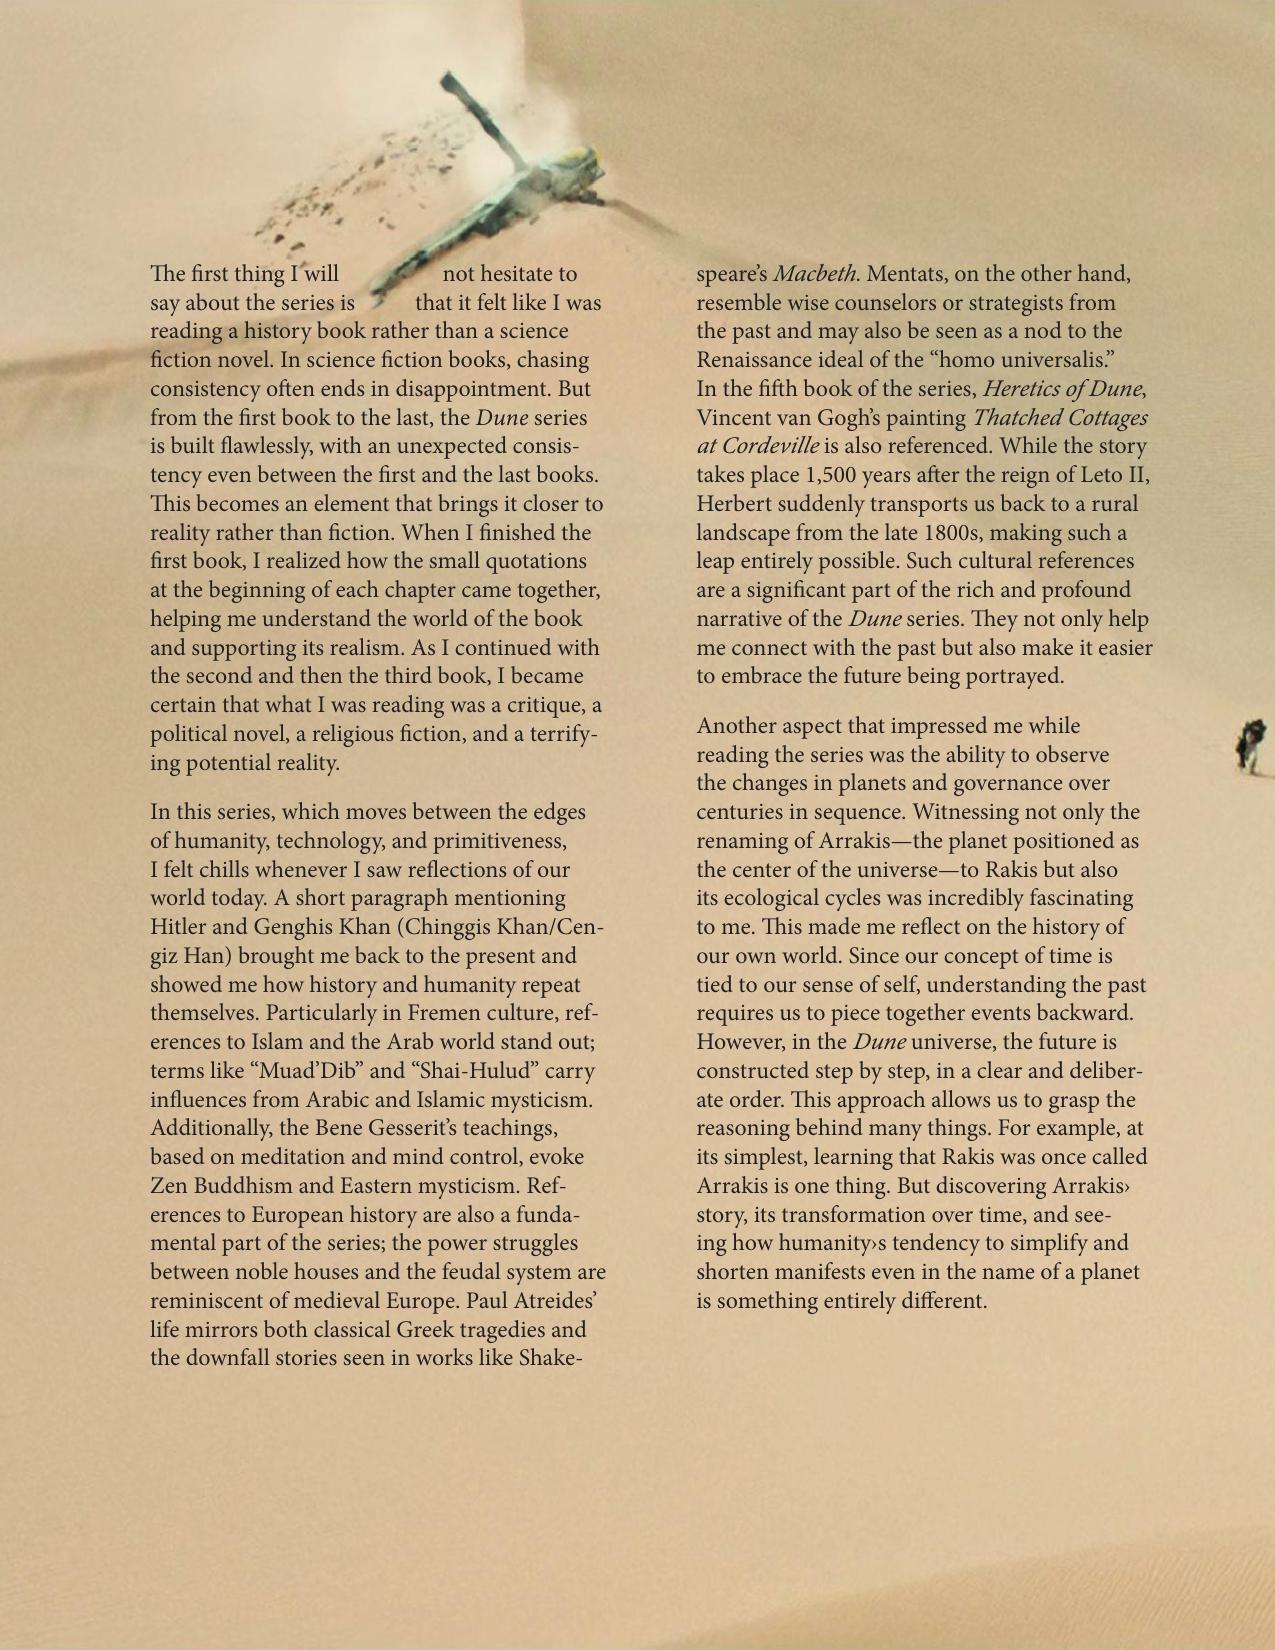 The first thing I will not hesitate to
say about the series is that it felt like I was
reading a history book rather than a science
fiction novel. In science fiction books, chasing
consistency often ends in disappointment. But
from the first book to the last, the Dune series
is built flawlessly, with an unexpected consis-
tency even between the first and the last books.
This becomes an element that brings it closer to
reality rather than fiction. When I finished the
first book, I realized how the small quotations
at the beginning of each chapter came together,
helping me understand the world of the book
and supporting its realism. As I continued with
the second and then the third book, I became
certain that what I was reading was a critique, a
political novel, a religious fiction, and a terrify-
ing potential reality.
In this series, which moves between the edges
of humanity, technology, and primitiveness,
I felt chills whenever I saw reflections of our
world today. A short paragraph mentioning
Hitler and Genghis Khan (Chinggis Khan/Cen-
giz Han) brought me back to the present and
showed me how history and humanity repeat
themselves. Particularly in Fremen culture, ref-
erences to Islam and the Arab world stand out;
terms like “Muad’Dib” and “Shai-Hulud” carry
influences from Arabic and Islamic mysticism.
Additionally, the Bene Gesserit’s teachings,
based on meditation and mind control, evoke
Zen Buddhism and Eastern mysticism. Ref-
erences to European history are also a funda-
mental part of the series; the power struggles
between noble houses and the feudal system are
reminiscent of medieval Europe. Paul Atreides’
life mirrors both classical Greek tragedies and
the downfall stories seen in works like Shake-
speare’s Macbeth. Mentats, on the other hand,
resemble wise counselors or strategists from
the past and may also be seen as a nod to the
Renaissance ideal of the “homo universalis.”
In the fifth book of the series, Heretics of Dune,
Vincent van Gogh’s painting Thatched Cottages
at Cordeville is also referenced. While the story
takes place 1,500 years after the reign of Leto II,
Herbert suddenly transports us back to a rural
landscape from the late 1800s, making such a
leap entirely possible. Such cultural references
are a significant part of the rich and profound
narrative of the Dune series. They not only help
me connect with the past but also make it easier
to embrace the future being portrayed.
Another aspect that impressed me while
reading the series was the ability to observe
the changes in planets and governance over
centuries in sequence. Witnessing not only the
renaming of Arrakis—the planet positioned as
the center of the universe—to Rakis but also
its ecological cycles was incredibly fascinating
to me. This made me reflect on the history of
our own world. Since our concept of time is
tied to our sense of self, understanding the past
requires us to piece together events backward.
However, in the Dune universe, the future is
constructed step by step, in a clear and deliber-
ate order. This approach allows us to grasp the
reasoning behind many things. For example, at
its simplest, learning that Rakis was once called
Arrakis is one thing. But discovering Arrakis›
story, its transformation over time, and see-
ing how humanity›s tendency to simplify and
shorten manifests even in the name of a planet
is something entirely different.